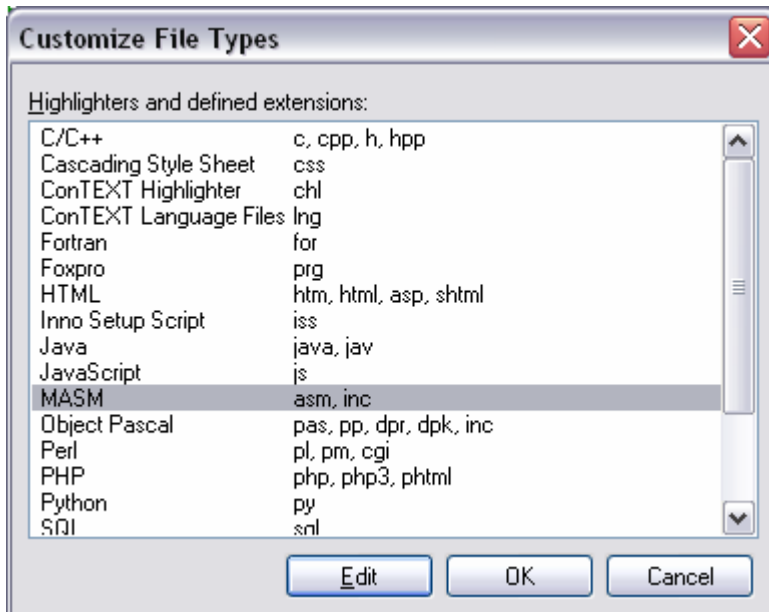 Customize File Types
Highlighters and defined extensions:
C/C++ c, cpp, h, hpp
Cascading Style Sheet css
ConTEXT Highlighter chl
ConTEXT Language Files lng
Fortran for
Foxpro prg
HTML htm, html, asp, shtml
Inno Setup Script iss
Java java, jav
JavaScript js
MASM asm, inc
Object Pascal pas, pp, dpr, dpk, inc
Perl pl, pm, cgi
PHP php, php3, phtml
Python py
SQL sql
Edit OK Cancel